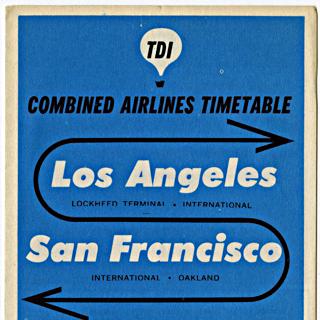 TDI
COMBINED AIRLINES TIMETABLE
Los Angeles
LOCKHEED TERMINAL • INTERNATIONAL
San Francisco
INTERNATIONAL • OAKLAND